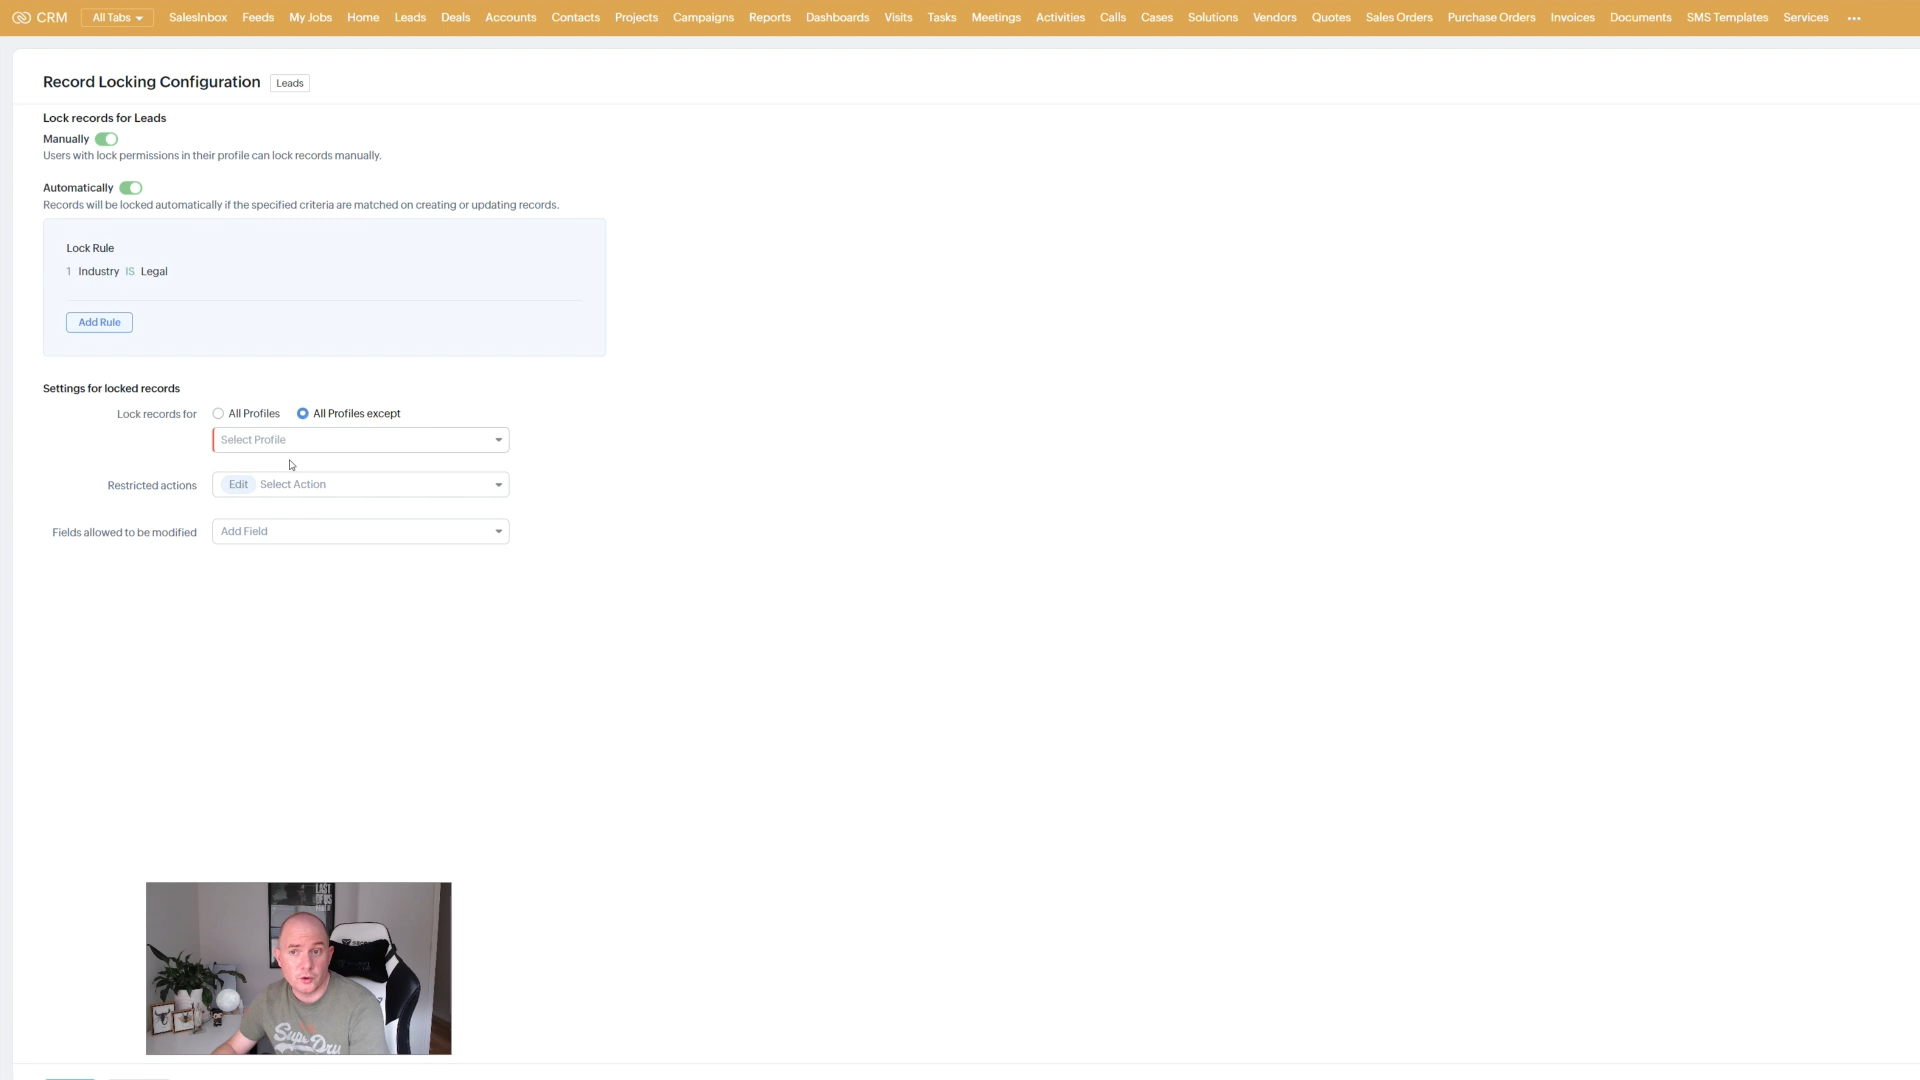 CRM All Tabs SalesInbox Feeds My Jobs Home Leads Deals Accounts Contacts Projects Campaigns Reports Dashboards Visits Tasks Meetings Activities Calls Cases Solutions Vendors Quotes Sales Orders Purchase Orders Invoices Documents SMS Templates Services ...
Record Locking Configuration Leads
Lock records for Leads
Manually
Users with lock permissions in their profile can lock records manually.
Automatically
Records will be locked automatically if the specified criteria are matched on creating or updating records.
Lock Rule
1 Industry IS Legal
Add Rule
Settings for locked records
Lock records for All Profiles All Profiles except
Select Profile
Restricted actions Edit Select Action
Fields allowed to be modified Add Field
LAST
OF US